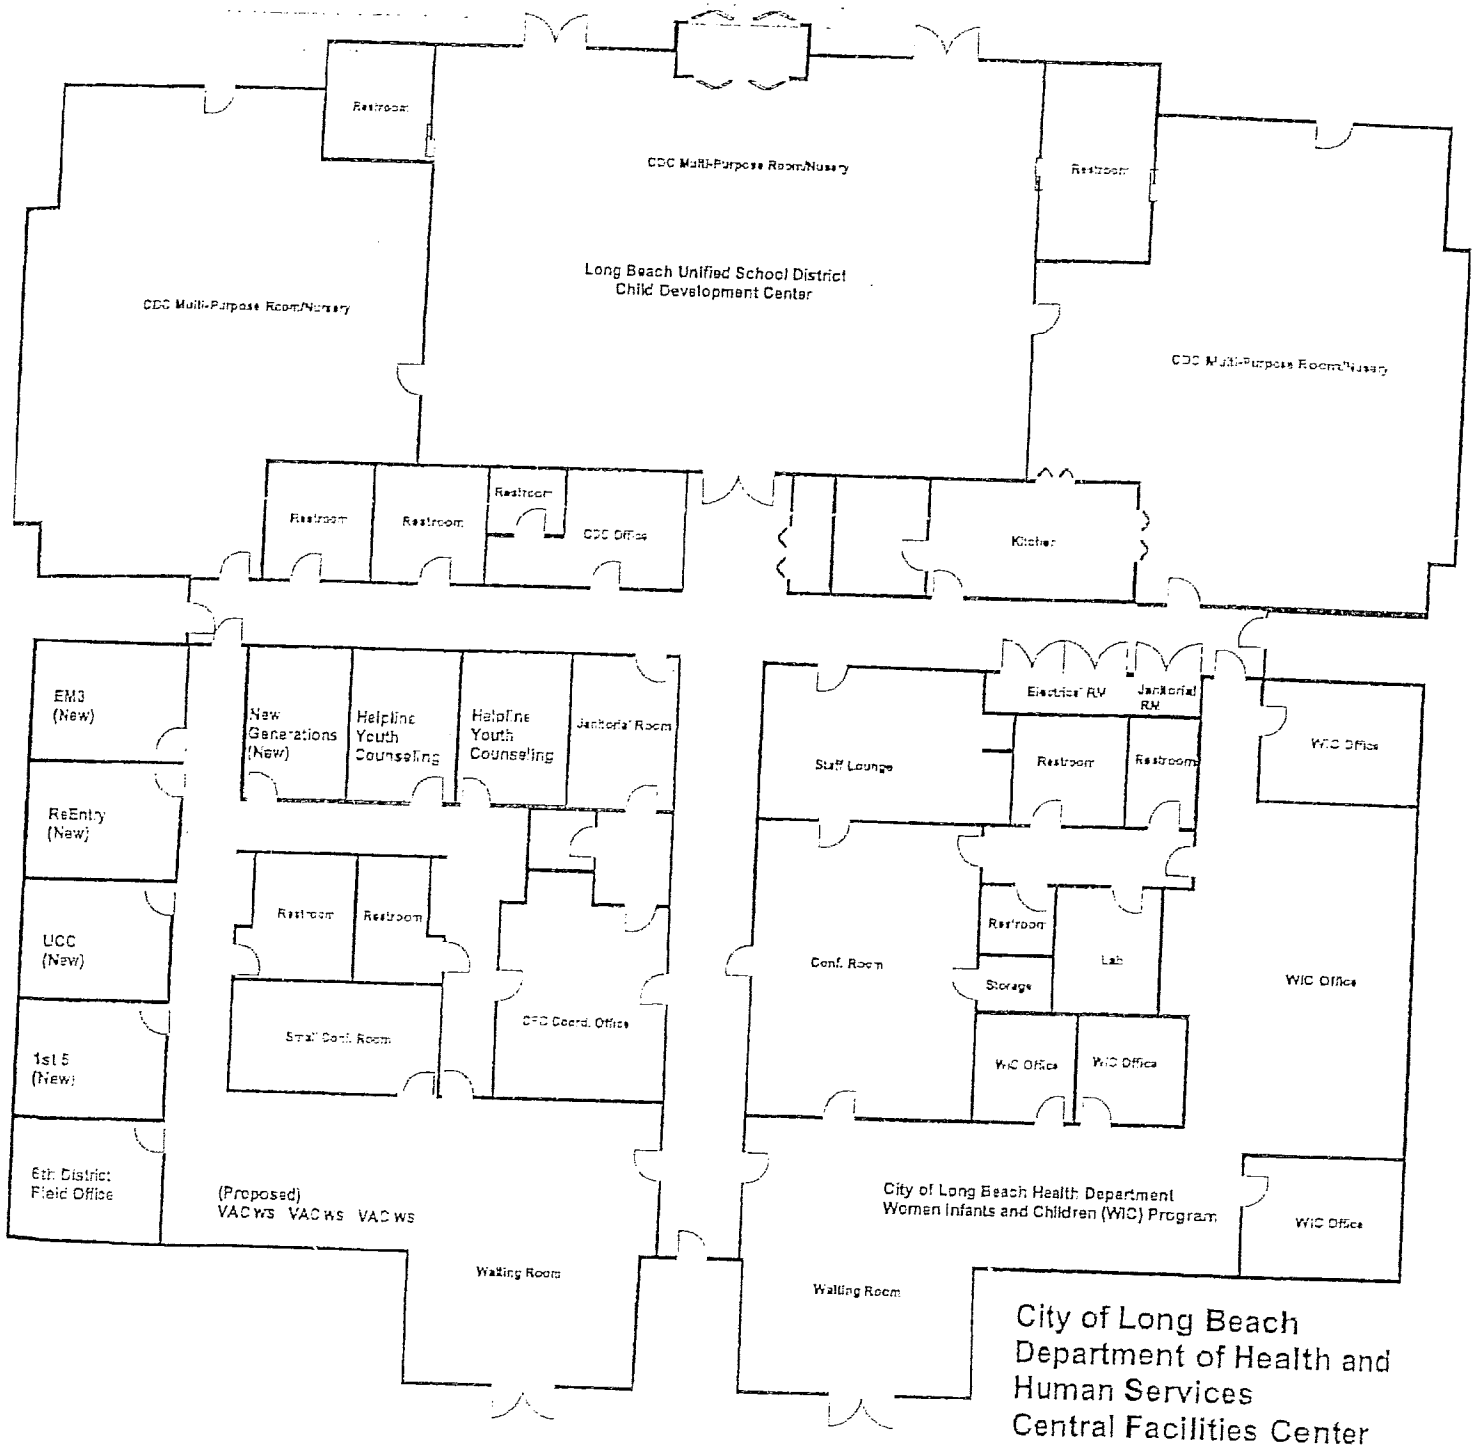 Restroom
CDC Multi-Purpose Room/Nusery
Restroom
Long Beach Unified School District
Child Development Center
CDC Multi-Purpose Room/Nursery
CDC Multi-Purpose Room/Nusery
Restroom
Restroom
Restroom
CDC Office
Kitchen
EM3
(New)
New
Generations
(New)
Helpline
Youth
Counseling
Helpline
Youth
Counseling
Janitorial Room
Electrical RM
Janitorial
RM
Staff Lounge
Restroom
Restroom
WIC Office
ReEntry
(New)
Restroom
Restroom
UCC
(New)
Conf. Room
Restroom
Lab
Storage
WIC Office
Small Conf. Room
CFC Coord. Office
1st 5
(New)
WIC Office
WIC Office
6th District
Field Office
(Proposed)
VAC WS VAC WS VAC WS
City of Long Beach Health Department
Women Infants and Children (WIC) Program
WIC Office
Waiting Room
Waiting Room
City of Long Beach
Department of Health and
Human Services
Central Facilities Center